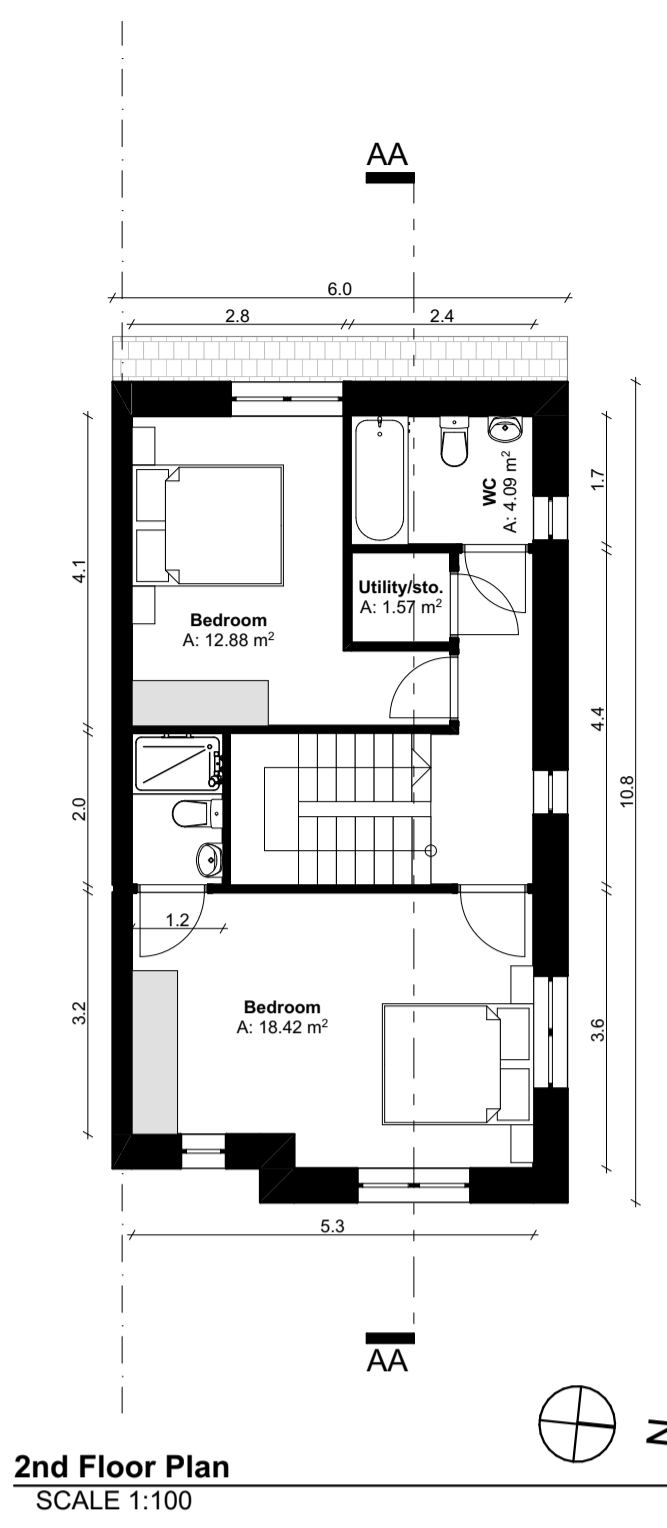 AA
6.0
2.8
2.4
1.7
WC
A: 4.09 m²
4.1
Utility/sto.
A: 1.57 m²
Bedroom
A: 12.88 m²
4.4
10.8
2.0
1.2
3.2
Bedroom
A: 18.42 m²
3.6
5.3
AA
N
2nd Floor Plan
SCALE 1:100